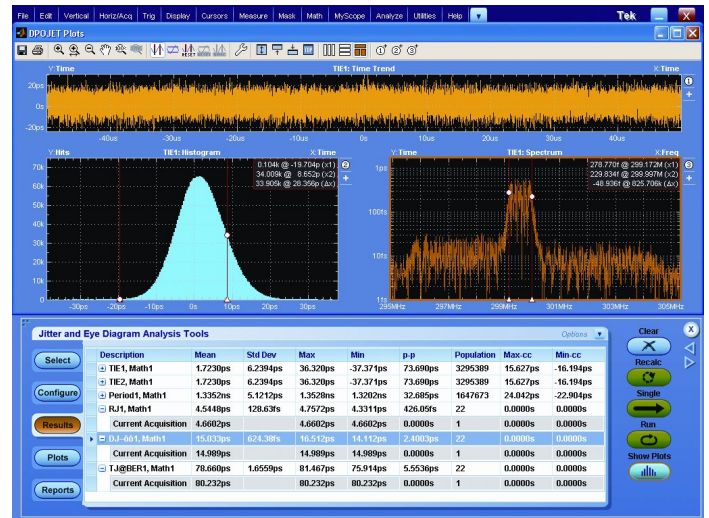 File Edit Vertical Horiz/Acq Trig Display Cursors Measure Mask Math MyScope Analyze Utilities Help Tek X
DPOJET Plots
RESET
1 2 3
Y:Time TIE1: Time Trend X:Time
20ps
0s
-20ps
-40us -30us -20us -10us 0s 10us 20us 30us 40us
Y:Hits TIE1: Histogram X:Time
0.104k @ -19.704p (x1)
34.009k @ 8.652p (x2)
33.905k @ 28.356p (Δx)
70k
60k
50k
40k
30k
20k
10k
0
-30ps -20ps -10ps 0s 10ps 20ps 30ps
Y:Time TIE1: Spectrum X:Freq
278.770f @ 299.172M (x1)
229.834f @ 299.997M (x2)
-48.936f @ 825.706k (Δx)
1ps
100fs
10fs
1fs
295MHz 297MHz 299MHz 301MHz 303MHz 305MHz
Jitter and Eye Diagram Analysis Tools Options
Select
Configure
Results
Plots
Reports
Description Mean Std Dev Max Min p-p Population Max-cc Min-cc
TIE1, Math1 1.7230ps 6.2394ps 36.320ps -37.371ps 73.690ps 3295389 15.627ps -16.194ps
TIE2, Math1 1.7230ps 6.2394ps 36.320ps -37.371ps 73.690ps 3295389 15.627ps -16.194ps
Period1, Math1 1.3352ns 5.1212ps 1.3528ns 1.3202ns 32.685ps 1647673 24.042ps -22.904ps
RJ1, Math1 4.5448ps 128.63fs 4.7572ps 4.3311ps 426.05fs 22 0.0000s 0.0000s
Current Acquisition 4.6602ps 4.6602ps 4.6602ps 0.0000s 1 0.0000s 0.0000s
DJ-δδ1, Math1 15.033ps 624.38fs 16.512ps 14.112ps 2.4003ps 22 0.0000s 0.0000s
Current Acquisition 14.989ps 14.989ps 14.989ps 0.0000s 1 0.0000s 0.0000s
TJ@BER1, Math1 78.660ps 1.6559ps 81.467ps 75.914ps 5.5536ps 22 0.0000s 0.0000s
Current Acquisition 80.232ps 80.232ps 80.232ps 0.0000s 1 0.0000s 0.0000s
Clear
Recalc
Single
Run
Show Plots